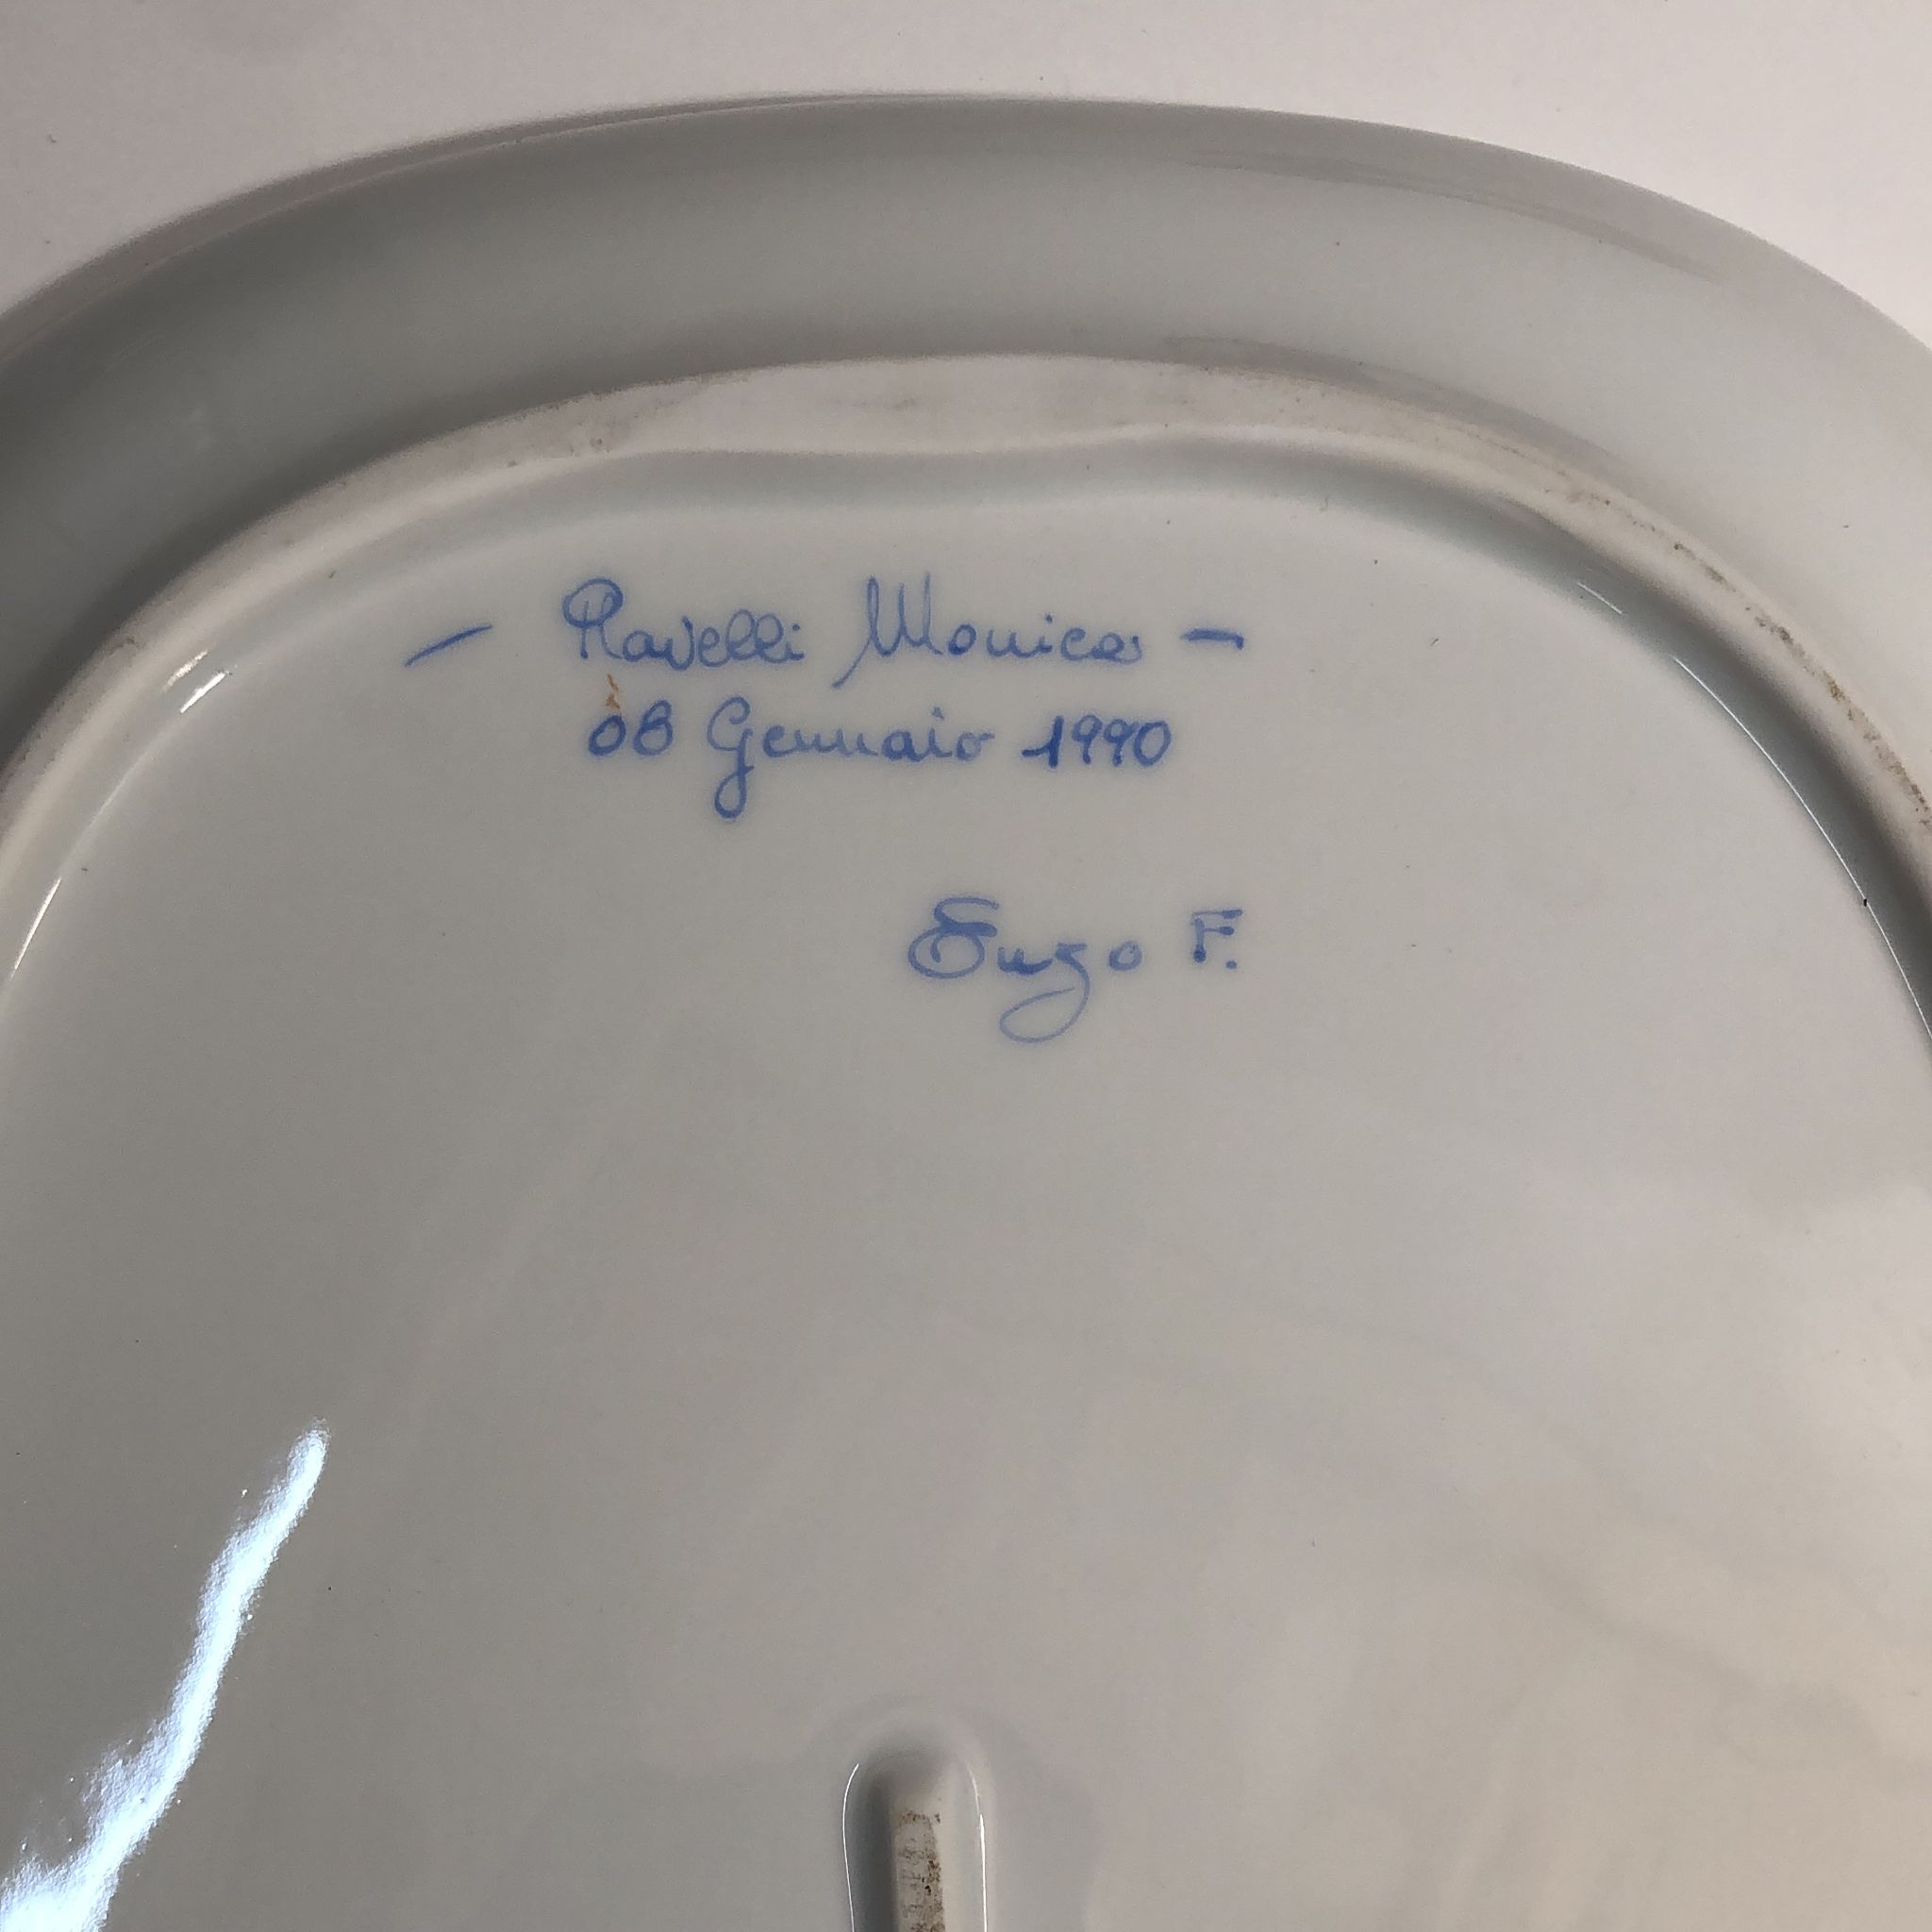 - Ravelli Monica -
08 Gennaio 1990
Enzo F.